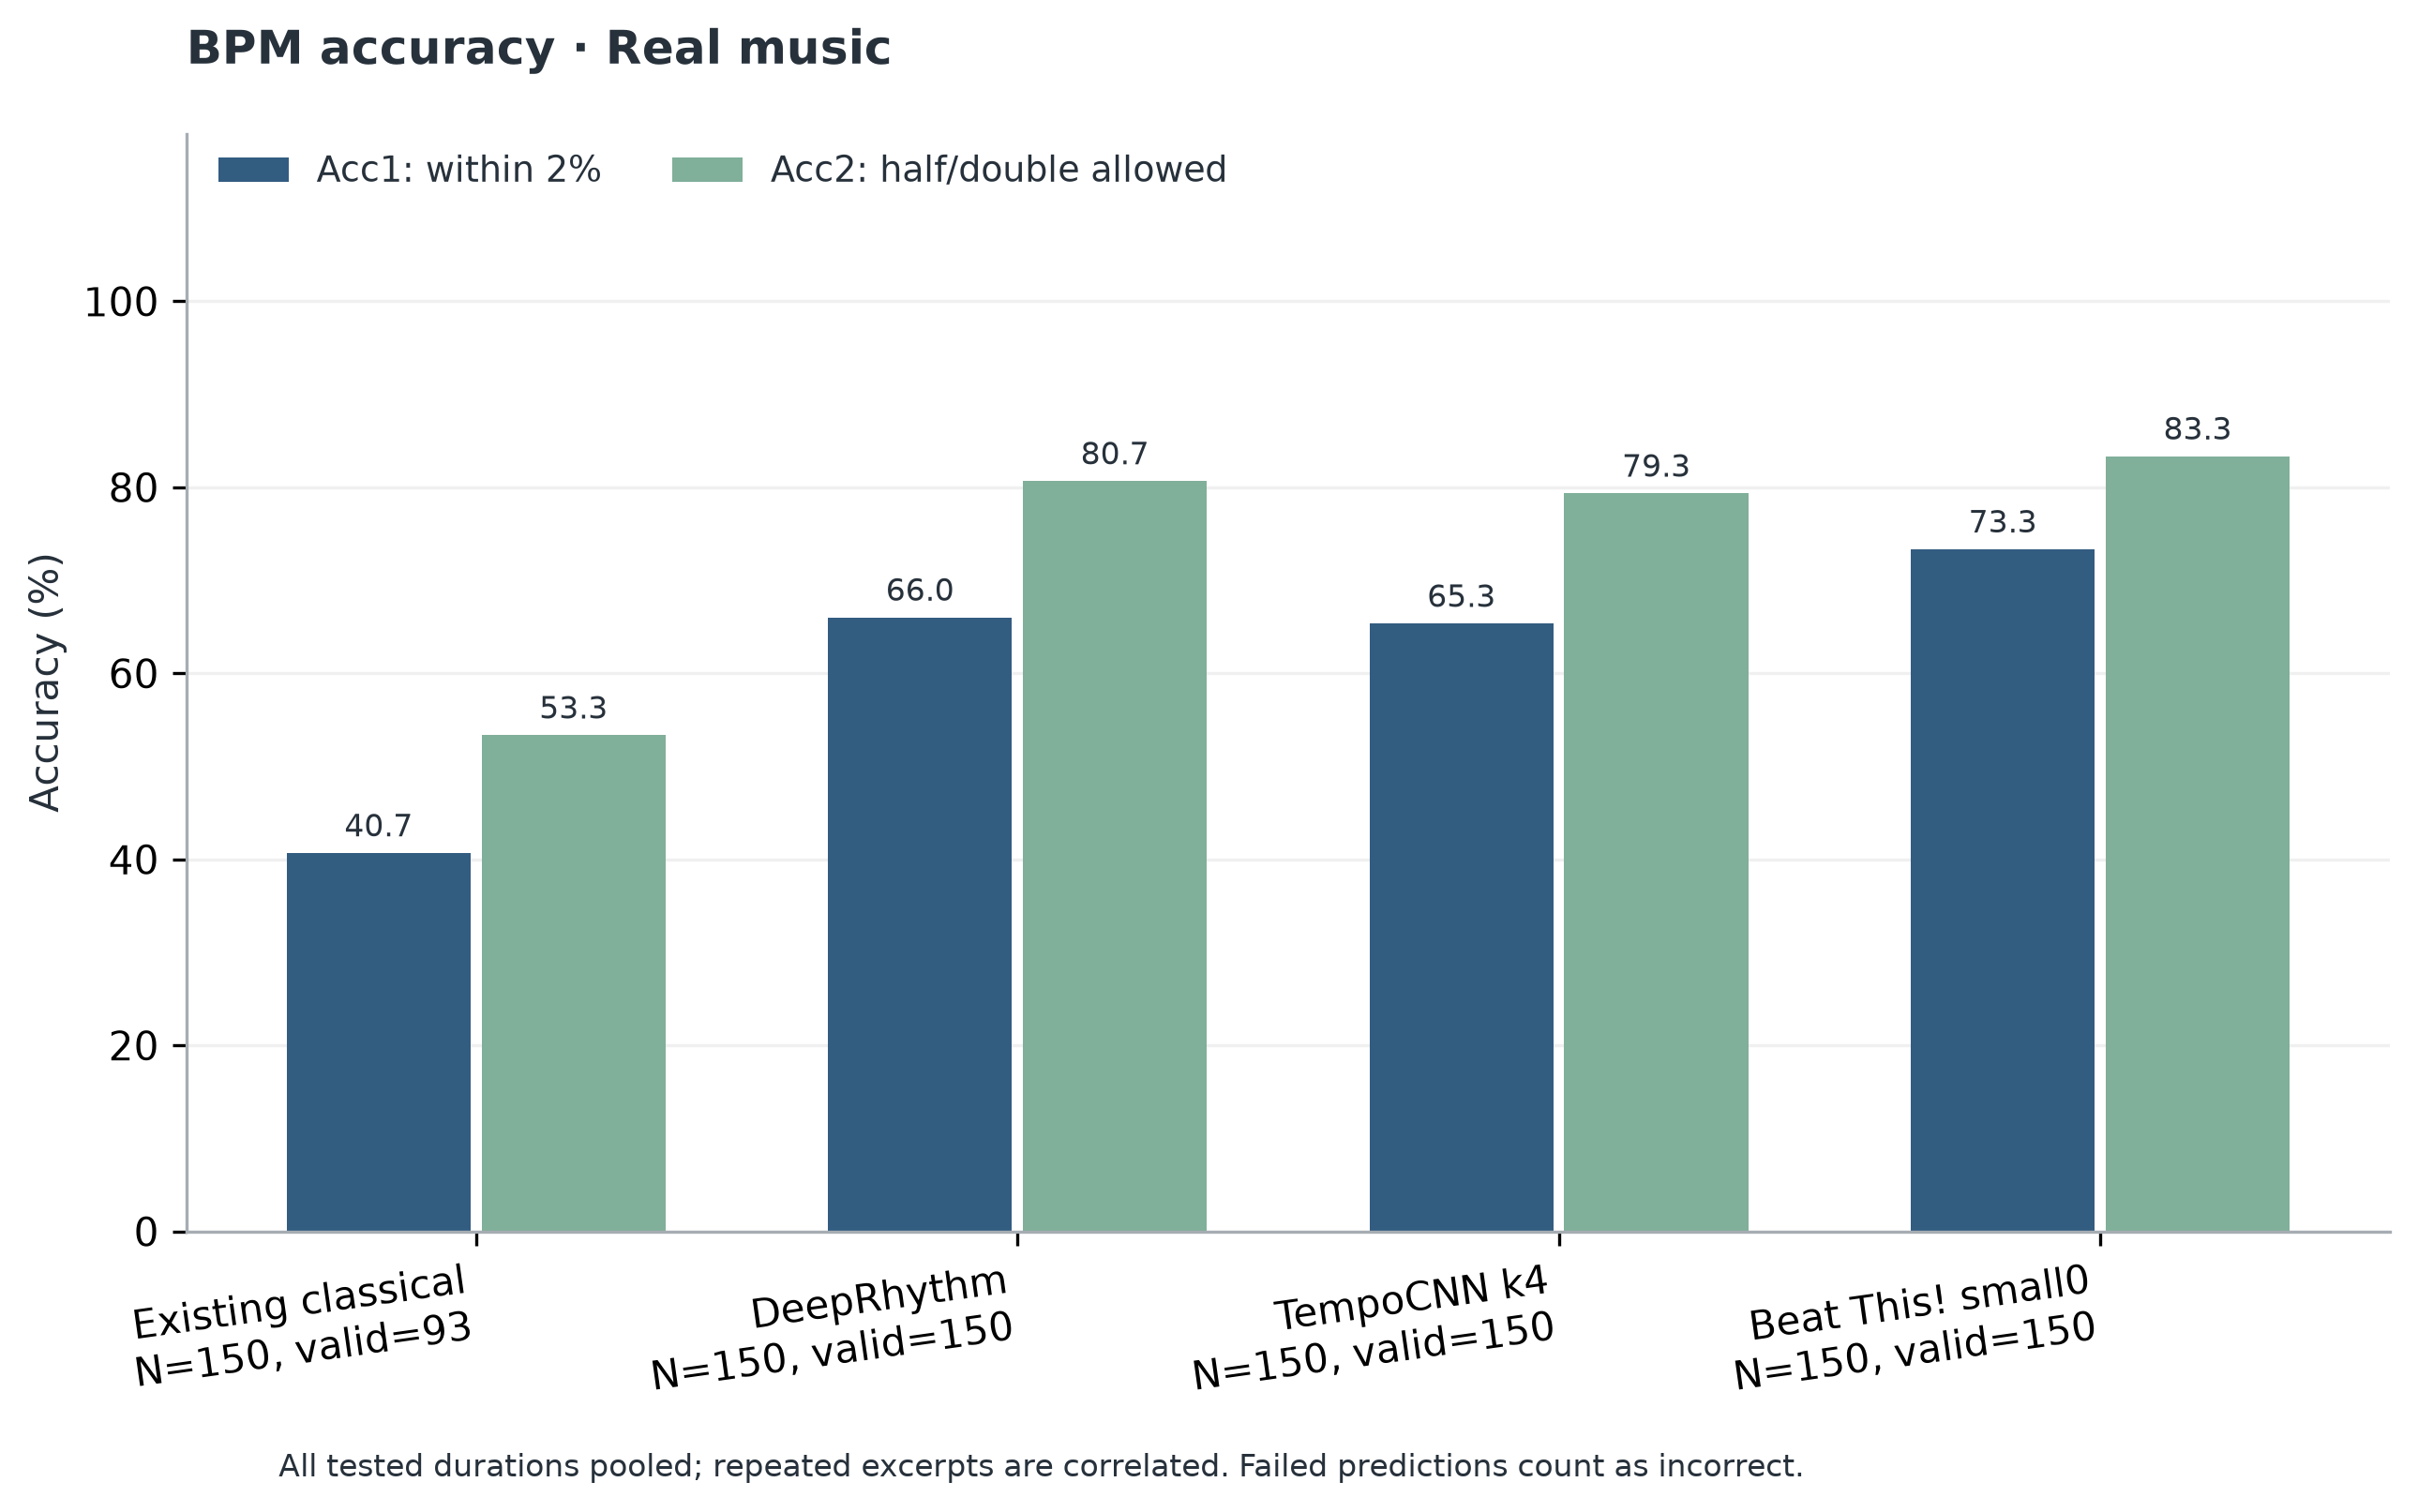 BPM accuracy · Real music
Acc1: within 2%
Acc2: half/double allowed
Accuracy (%)
100
80
60
40
20
0
40.7
53.3
66.0
80.7
65.3
79.3
73.3
83.3
Existing classical
N=150, valid=93
DeepRhythm
N=150, valid=150
TempoCNN k4
N=150, valid=150
Beat This! small0
N=150, valid=150
All tested durations pooled; repeated excerpts are correlated. Failed predictions count as incorrect.